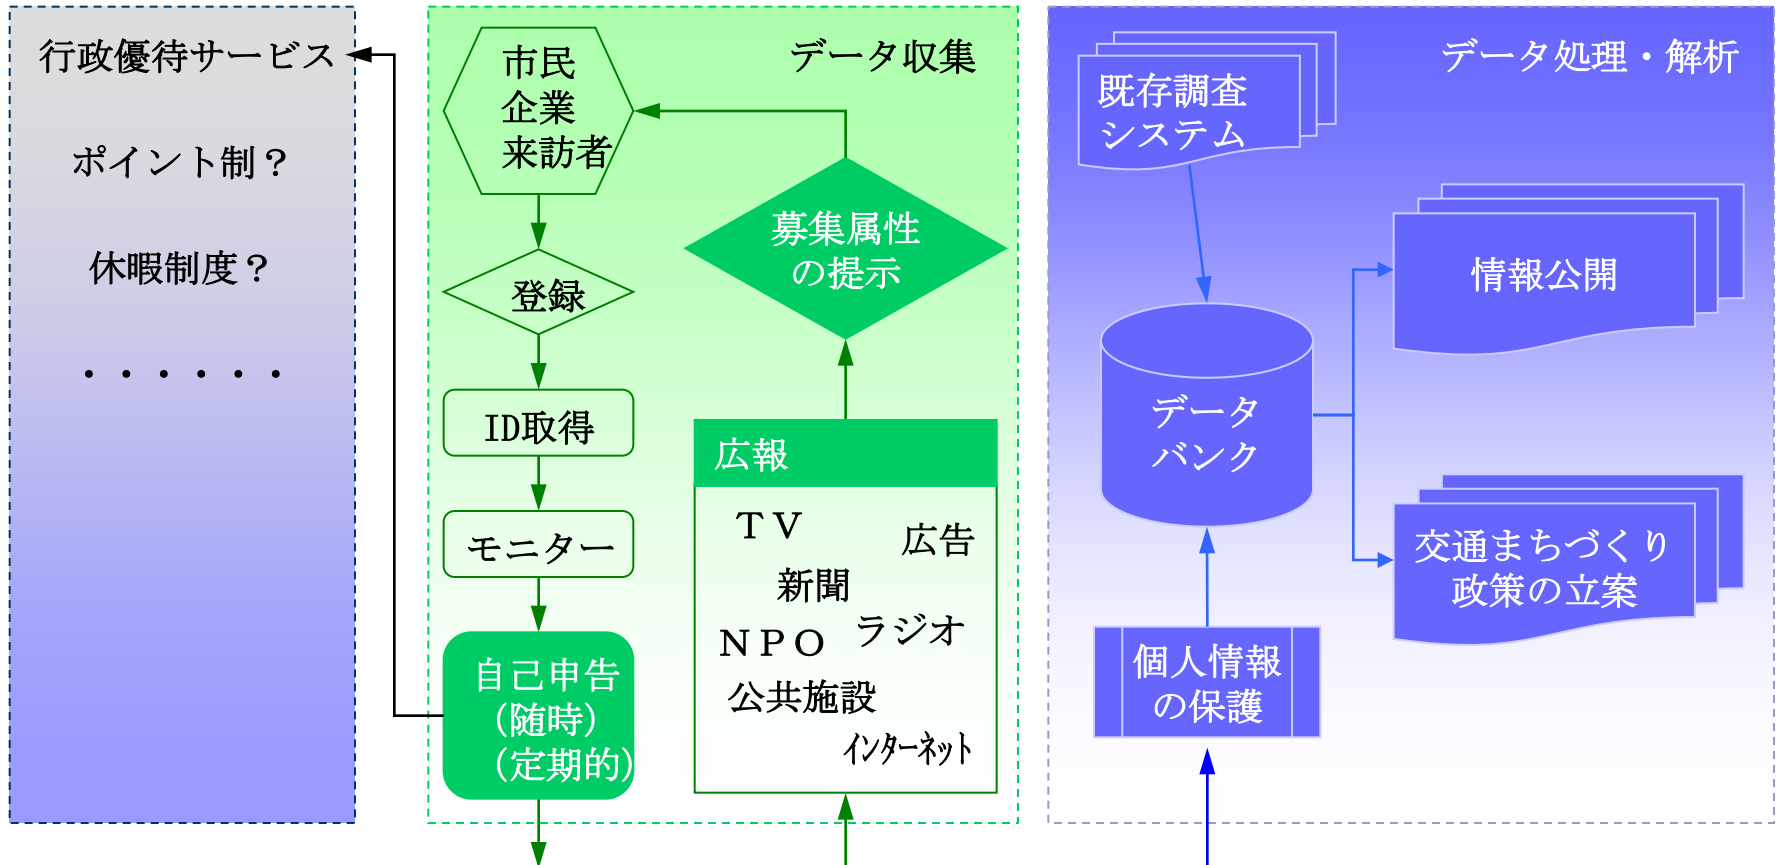 行政優待サービス
ポイント制？
休暇制度？
・・・・・・
データ収集
市民
企業
来訪者
登録
ID取得
モニター
自己申告
（随時）
（定期的）
募集属性
の提示
広報
ＴＶ
広告
新聞
ラジオ
ＮＰＯ
公共施設
インターネット
データ処理・解析
既存調査
システム
データ
バンク
個人情報
の保護
情報公開
交通まちづくり
政策の立案